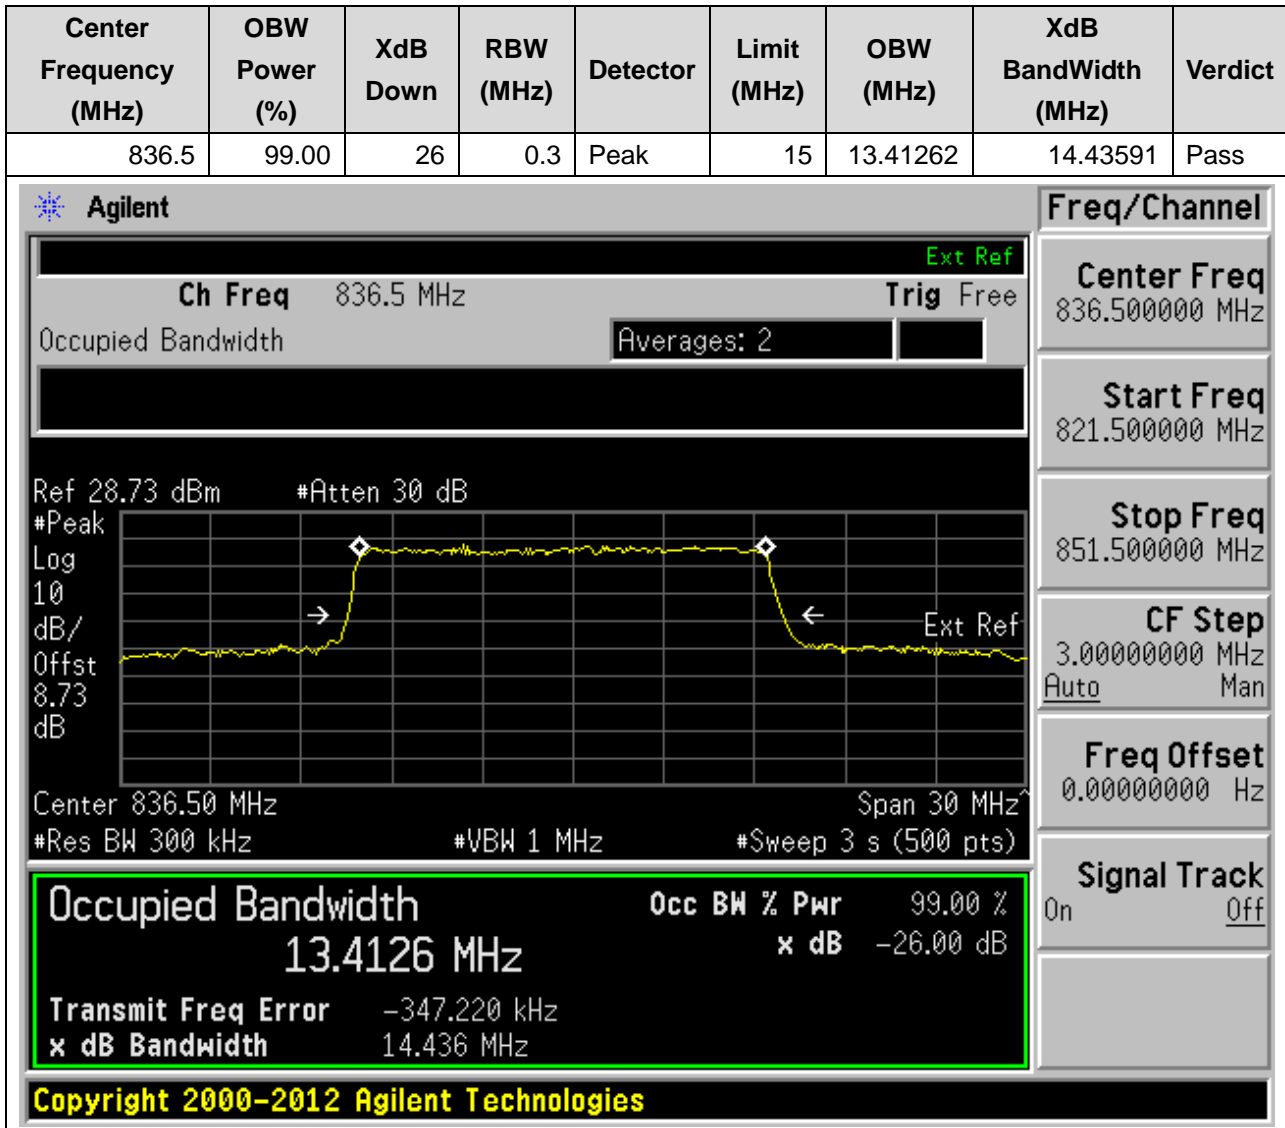 Center Frequency (MHz) OBW Power (%) XdB Down RBW (MHz) Detector Limit (MHz) OBW (MHz) XdB BandWidth (MHz) Verdict
836.5 99.00 26 0.3 Peak 15 13.41262 14.43591 Pass
Agilent
Freq/Channel
Ext Ref
Ch Freq 836.5 MHz Trig Free
Occupied Bandwidth Averages: 2
Center Freq
836.500000 MHz
Start Freq
821.500000 MHz
Stop Freq
851.500000 MHz
CF Step
3.00000000 MHz
Auto Man
Freq Offset
0.00000000 Hz
Signal Track
On Off
Ref 28.73 dBm #Atten 30 dB
#Peak
Log
10
dB/
Offst
8.73
dB
Ext Ref
Center 836.50 MHz Span 30 MHz^
#Res BW 300 kHz #VBW 1 MHz #Sweep 3 s (500 pts)
Occupied Bandwidth Occ BW % Pwr 99.00 %
13.4126 MHz x dB -26.00 dB
Transmit Freq Error -347.220 kHz
x dB Bandwidth 14.436 MHz
Copyright 2000-2012 Agilent Technologies